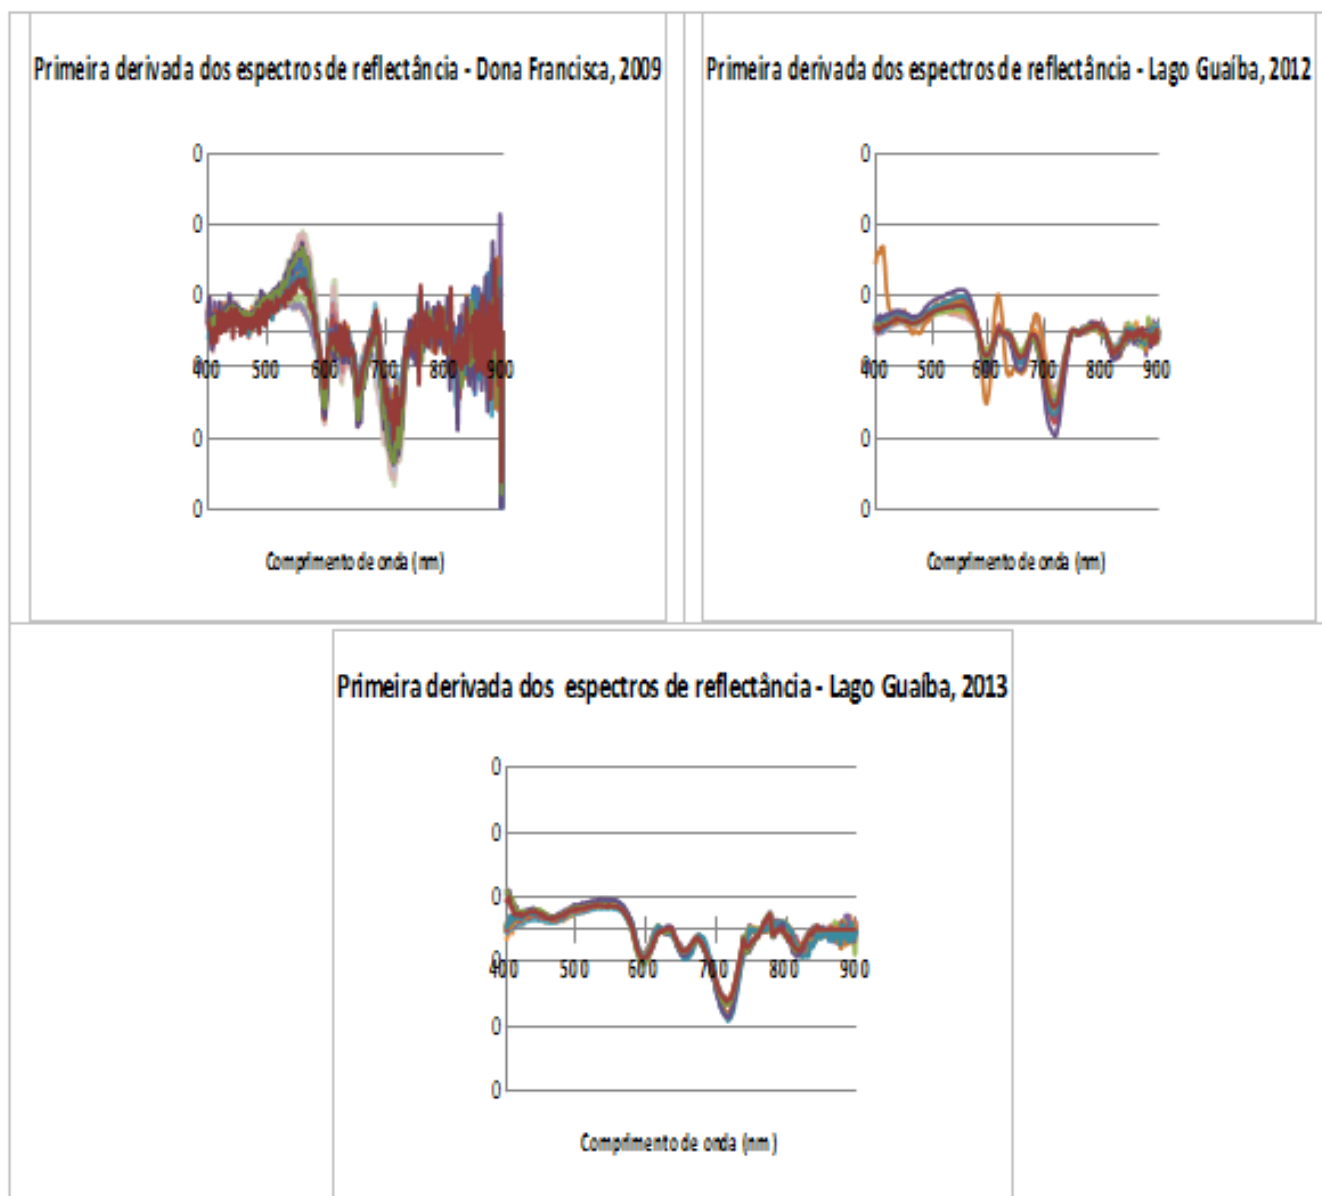 Primeira derivada dos espectros de reflectância - Dona Francisca, 2009
0
0
0
0
0
0
400 500 600 700 800 900
Comprimento de onda (nm)
Primeira derivada dos espectros de reflectância - Lago Guaíba, 2012
0
0
0
0
0
0
400 500 600 700 800 900
Comprimento de onda (nm)
Primeira derivada dos espectros de reflectância - Lago Guaíba, 2013
0
0
0
0
0
0
400 500 600 700 800 900
Comprimento de onda (nm)